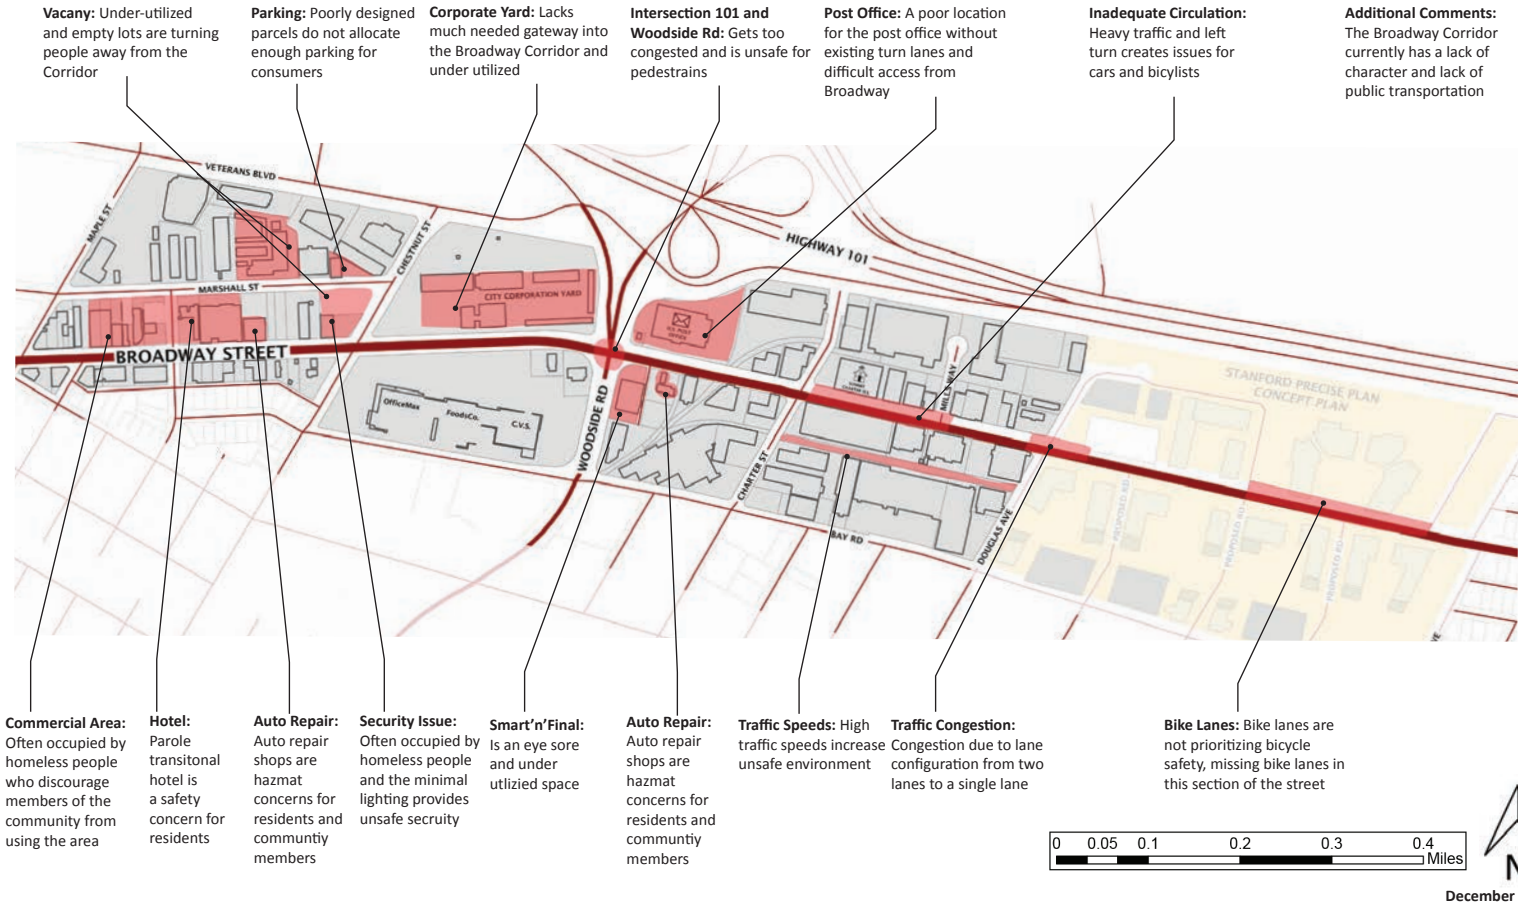 Vacancy: Under-utilized
and empty lots are turning
people away from the
Corridor
Parking: Poorly designed
parcels do not allocate
enough parking for
consumers
Corporate Yard: Lacks
much needed gateway into
the Broadway Corridor and
under utilized
Intersection 101 and
Woodside Rd: Gets too
congested and is unsafe for
pedestrains
Post Office: A poor location
for the post office without
existing turn lanes and
difficult access from
Broadway
Inadequate Circulation:
Heavy traffic and left
turn creates issues for
cars and bicylists
Additional Comments:
The Broadway Corridor
currently has a lack of
character and lack of
public transportation
VETERANS BLVD
MAPLE ST
CHESTNUT ST
MARSHALL ST
HIGHWAY 101
CITY CORPORATION YARD
U.S. POST
OFFICE
BROADWAY STREET
OfficeMax
FoodsCo.
C.V.S.
WOODSIDE RD
MILLS WAY
CHARTER ST
BAY RD
DOUGLAS AVE
STANFORD PRECISE PLAN
CONCEPT PLAN
PROPOSED RD
PROPOSED RD
PROPOSED RD
VE
Commercial Area:
Often occupied by
homeless people
who discourage
members of the
community from
using the area
Hotel:
Parole
transitonal
hotel is
a safety
concern for
residents
Auto Repair:
Auto repair
shops are
hazmat
concerns for
residents and
communtiy
members
Security Issue:
Often occupied by
homeless people
and the minimal
lighting provides
unsafe secruity
Smart'n'Final:
Is an eye sore
and under
utlizied space
Auto Repair:
Auto repair
shops are
hazmat
concerns for
residents and
communtiy
members
Traffic Speeds: High
traffic speeds increase
unsafe environment
Traffic Congestion:
Congestion due to lane
configuration from two
lanes to a single lane
Bike Lanes: Bike lanes are
not prioritizing bicycle
safety, missing bike lanes in
this section of the street
0 0.05 0.1 0.2 0.3 0.4
Miles
N
December